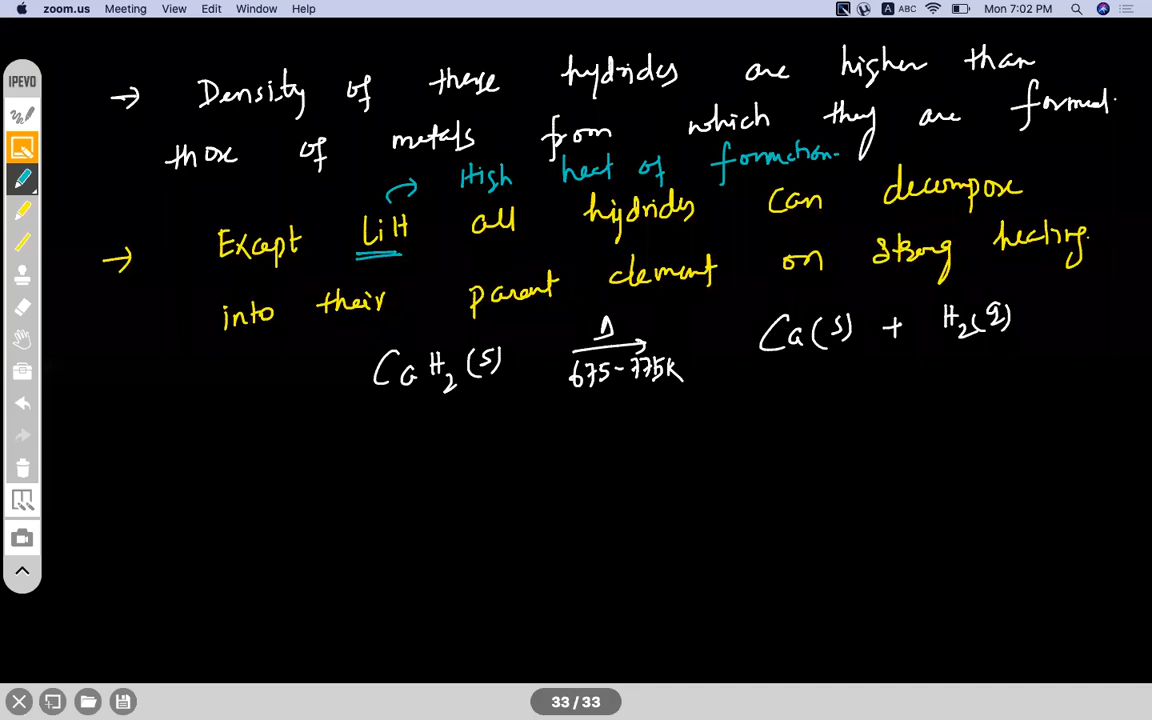 zoom.us Meeting View Edit Window Help A ABC Mon 7:02 PM
IPEVO
→ Density of these hydrides are higher than
those of metals from which they are formed.
High heat of formation.
→ Except LiH all hydrides can decompose
into their parent element on strong heating.
CaH₂(s) Δ 675-775K → Ca(s) + H₂(g)
33 / 33